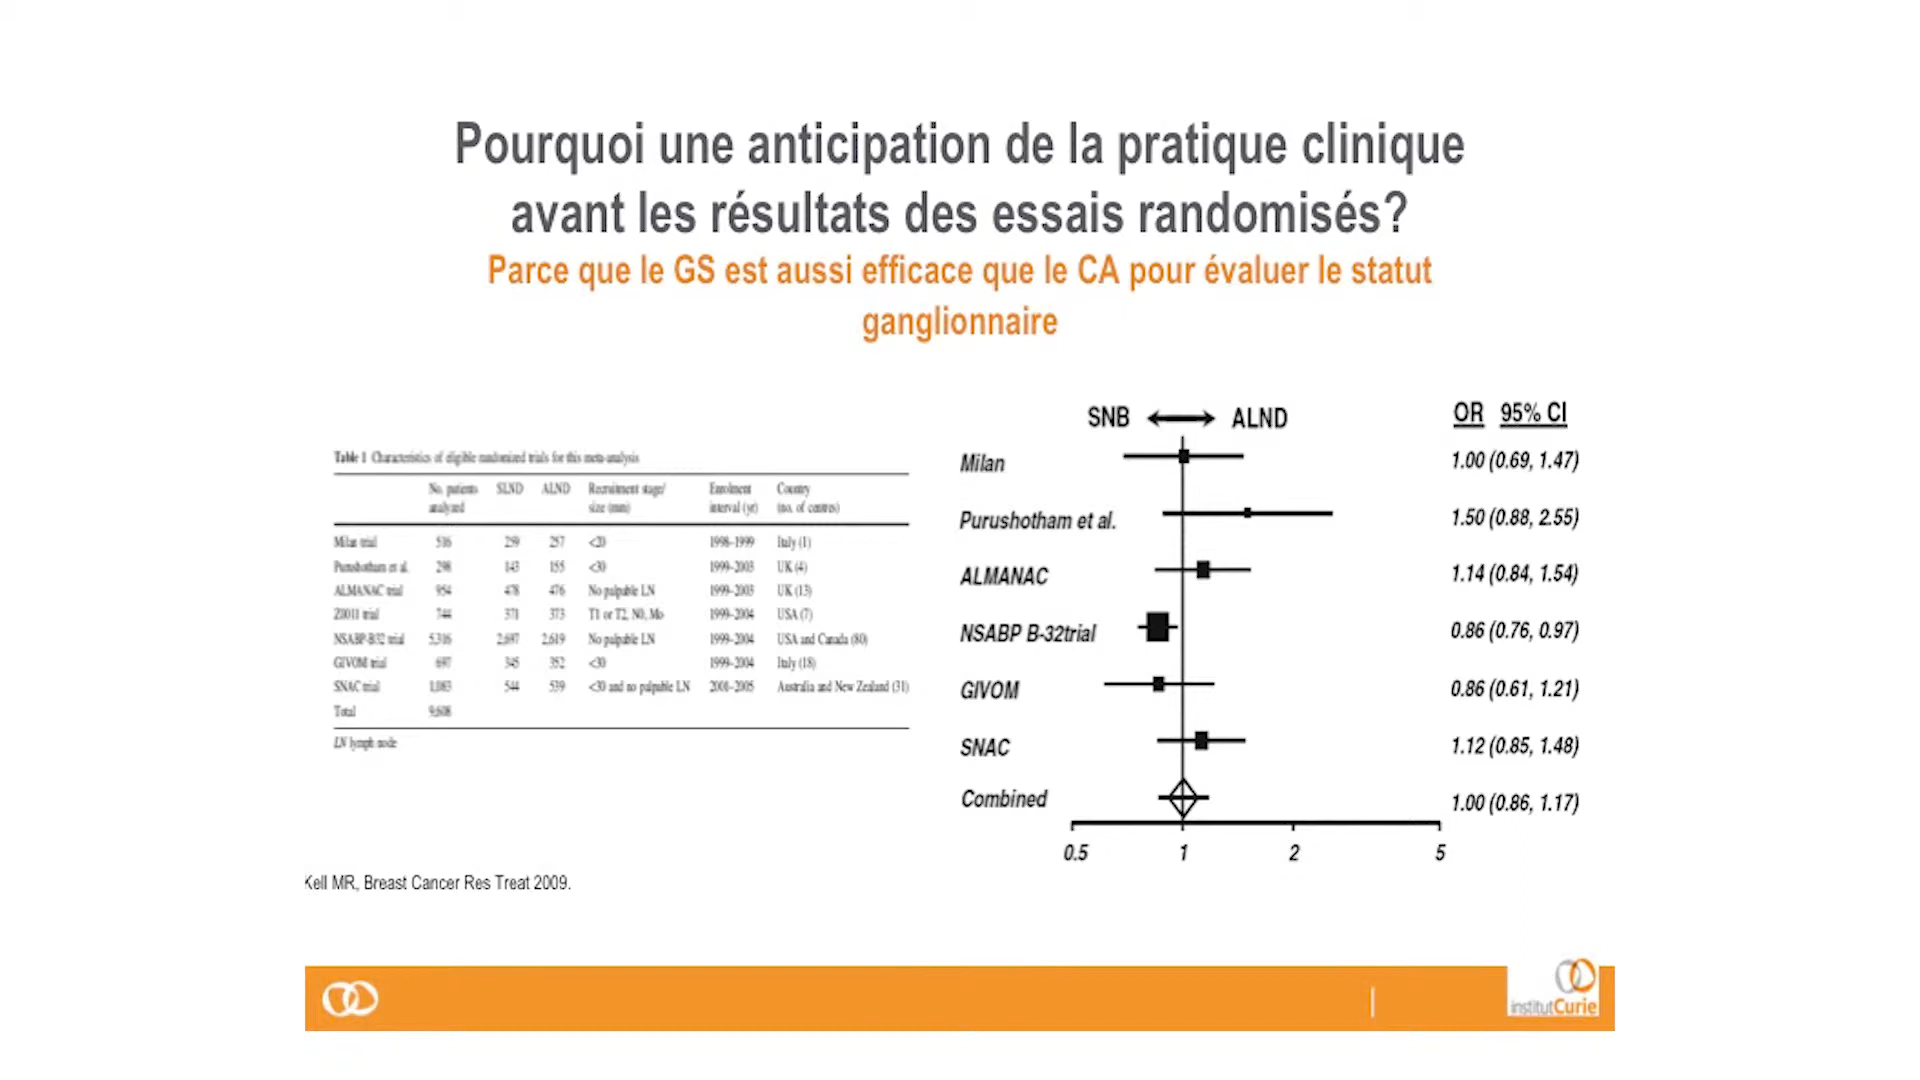 Pourquoi une anticipation de la pratique clinique
avant les résultats des essais randomisés?
Parce que le GS est aussi efficace que le CA pour évaluer le statut
ganglionnaire
Table 1 Characteristics of eligible randomized trials for this meta-analysis
No. patients analyzed SLND ALND Recruitment stage/ size (mm) Enrolment interval (yr) Country (no. of centres)
Milan trial 516 259 257 <20 1998–1999 Italy (1)
Purushotham et al. 298 143 155 <30 1999–2003 UK (4)
ALMANAC trial 954 478 476 No palpable LN 1999–2003 UK (13)
Z0011 trial 744 371 373 T1 or T2, N0, Mo 1999–2004 USA (7)
NSABP-B32 trial 5,316 2,697 2,619 No palpable LN 1999–2004 USA and Canada (80)
GIVOM trial 697 345 352 <30 1999–2004 Italy (18)
SNAC trial 1,083 544 539 <30 and no palpable LN 2001–2005 Australia and New Zealand (31)
Total 9,608
LN lymph node
SNB ALND OR 95% CI
Milan 1.00 (0.69, 1.47)
Purushotham et al. 1.50 (0.88, 2.55)
ALMANAC 1.14 (0.84, 1.54)
NSABP B-32trial 0.86 (0.76, 0.97)
GIVOM 0.86 (0.61, 1.21)
SNAC 1.12 (0.85, 1.48)
Combined 1.00 (0.86, 1.17)
0.5 1 2 5
Kell MR, Breast Cancer Res Treat 2009.
institutCurie